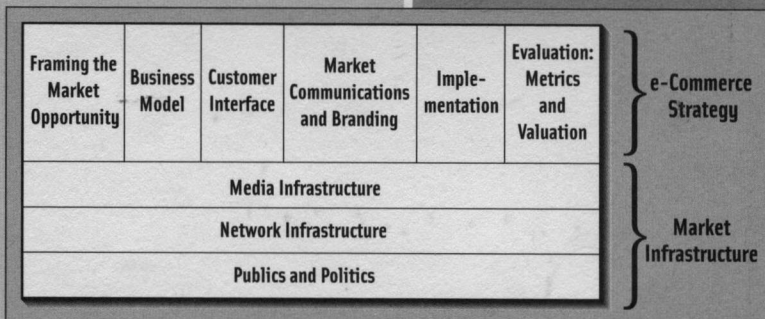 Framing the
Market
Opportunity
Business
Model
Customer
Interface
Market
Communications
and Branding
Imple-
mentation
Evaluation:
Metrics
and
Valuation
e-Commerce
Strategy
Media Infrastructure
Network Infrastructure
Publics and Politics
Market
Infrastructure